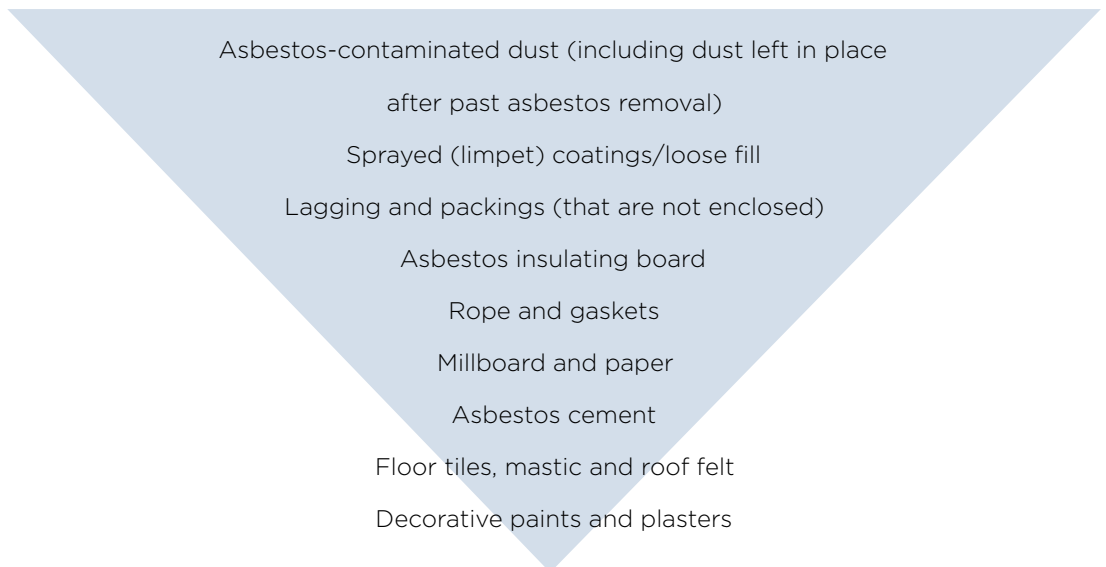 Asbestos-contaminated dust (including dust left in place
after past asbestos removal)
Sprayed (limpet) coatings/loose fill
Lagging and packings (that are not enclosed)
Asbestos insulating board
Rope and gaskets
Millboard and paper
Asbestos cement
Floor tiles, mastic and roof felt
Decorative paints and plasters